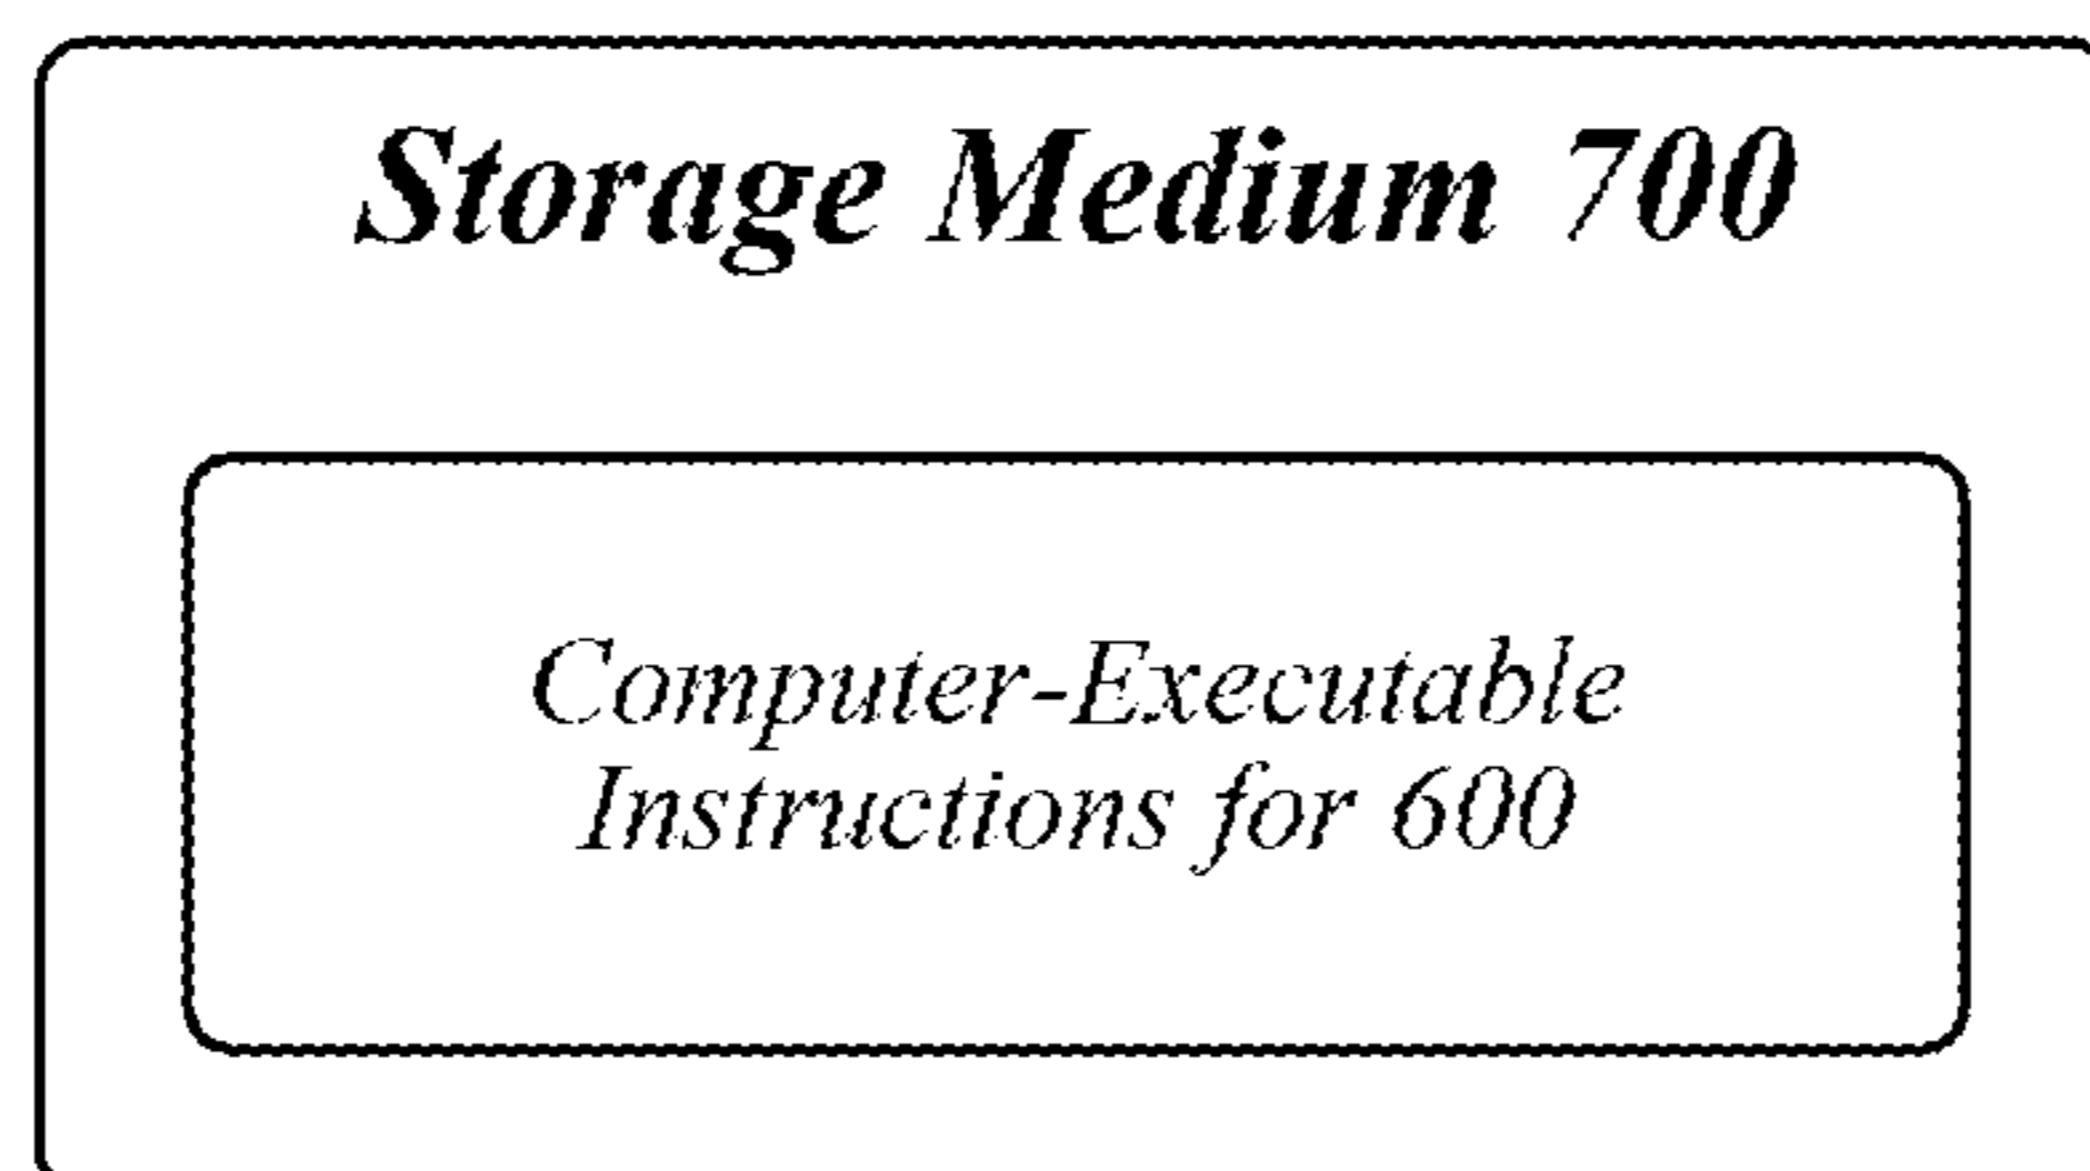 Storage Medium 700
Computer-Executable
Instructions for 600